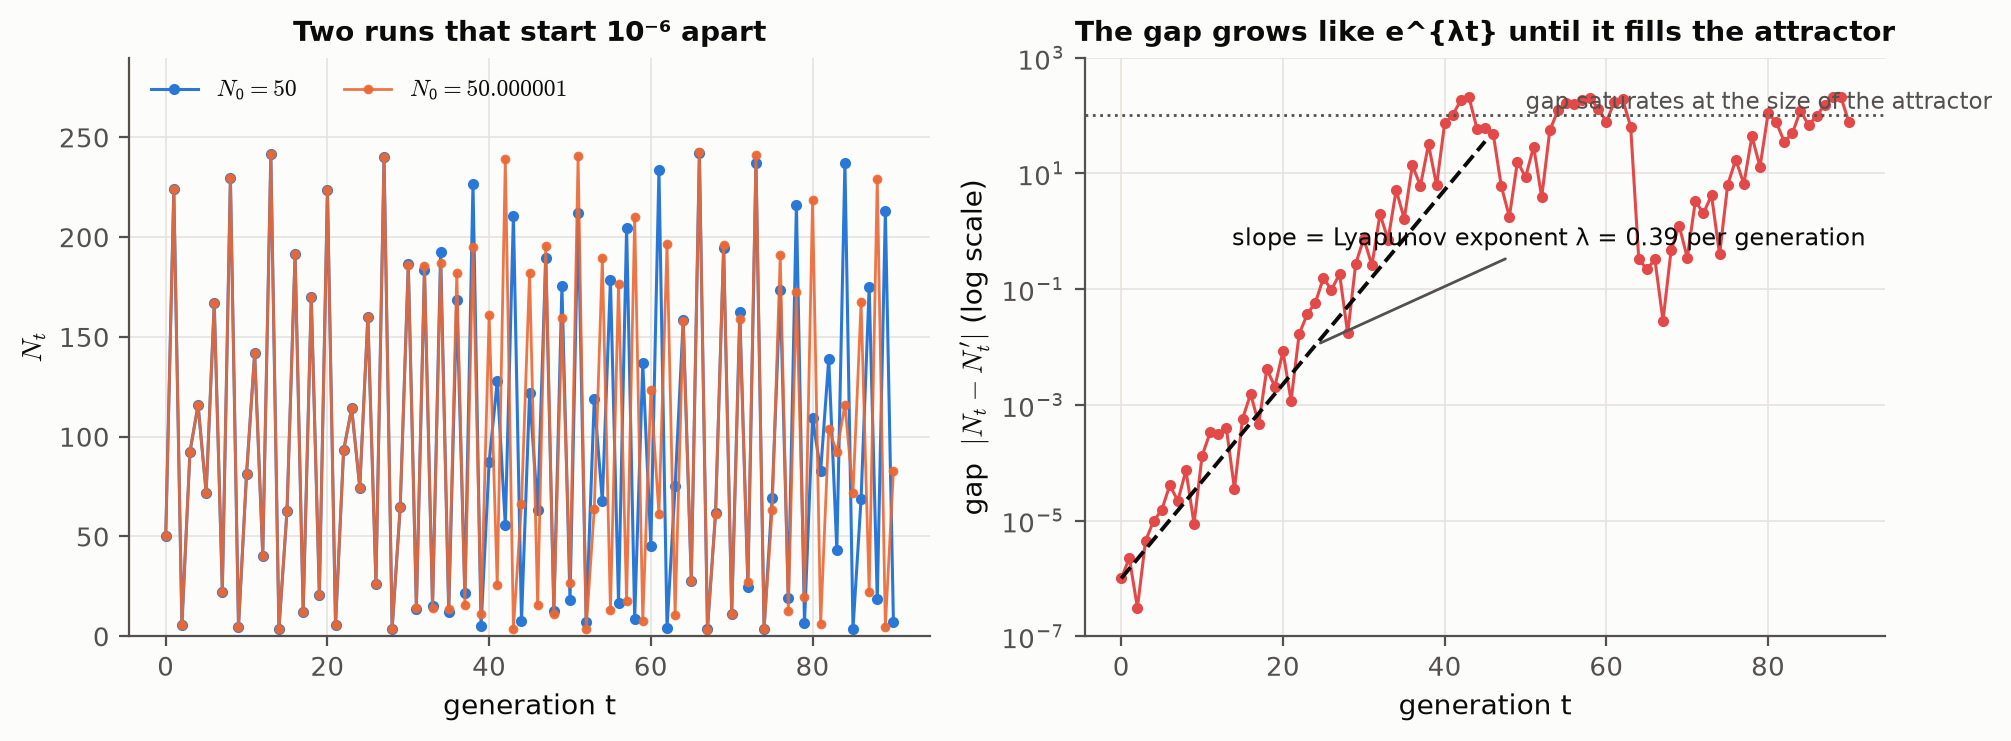 Two runs that start 10⁻⁶ apart
N₀ = 50
N₀ = 50.000001
250
200
150
100
50
0
Nₜ
0 20 40 60 80
generation t
The gap grows like e^{λt} until it fills the attractor
gap saturates at the size of the attractor
slope = Lyapunov exponent λ = 0.39 per generation
10³
10¹
10⁻¹
10⁻³
10⁻⁵
10⁻⁷
gap |Nₜ − N′ₜ| (log scale)
0 20 40 60 80
generation t